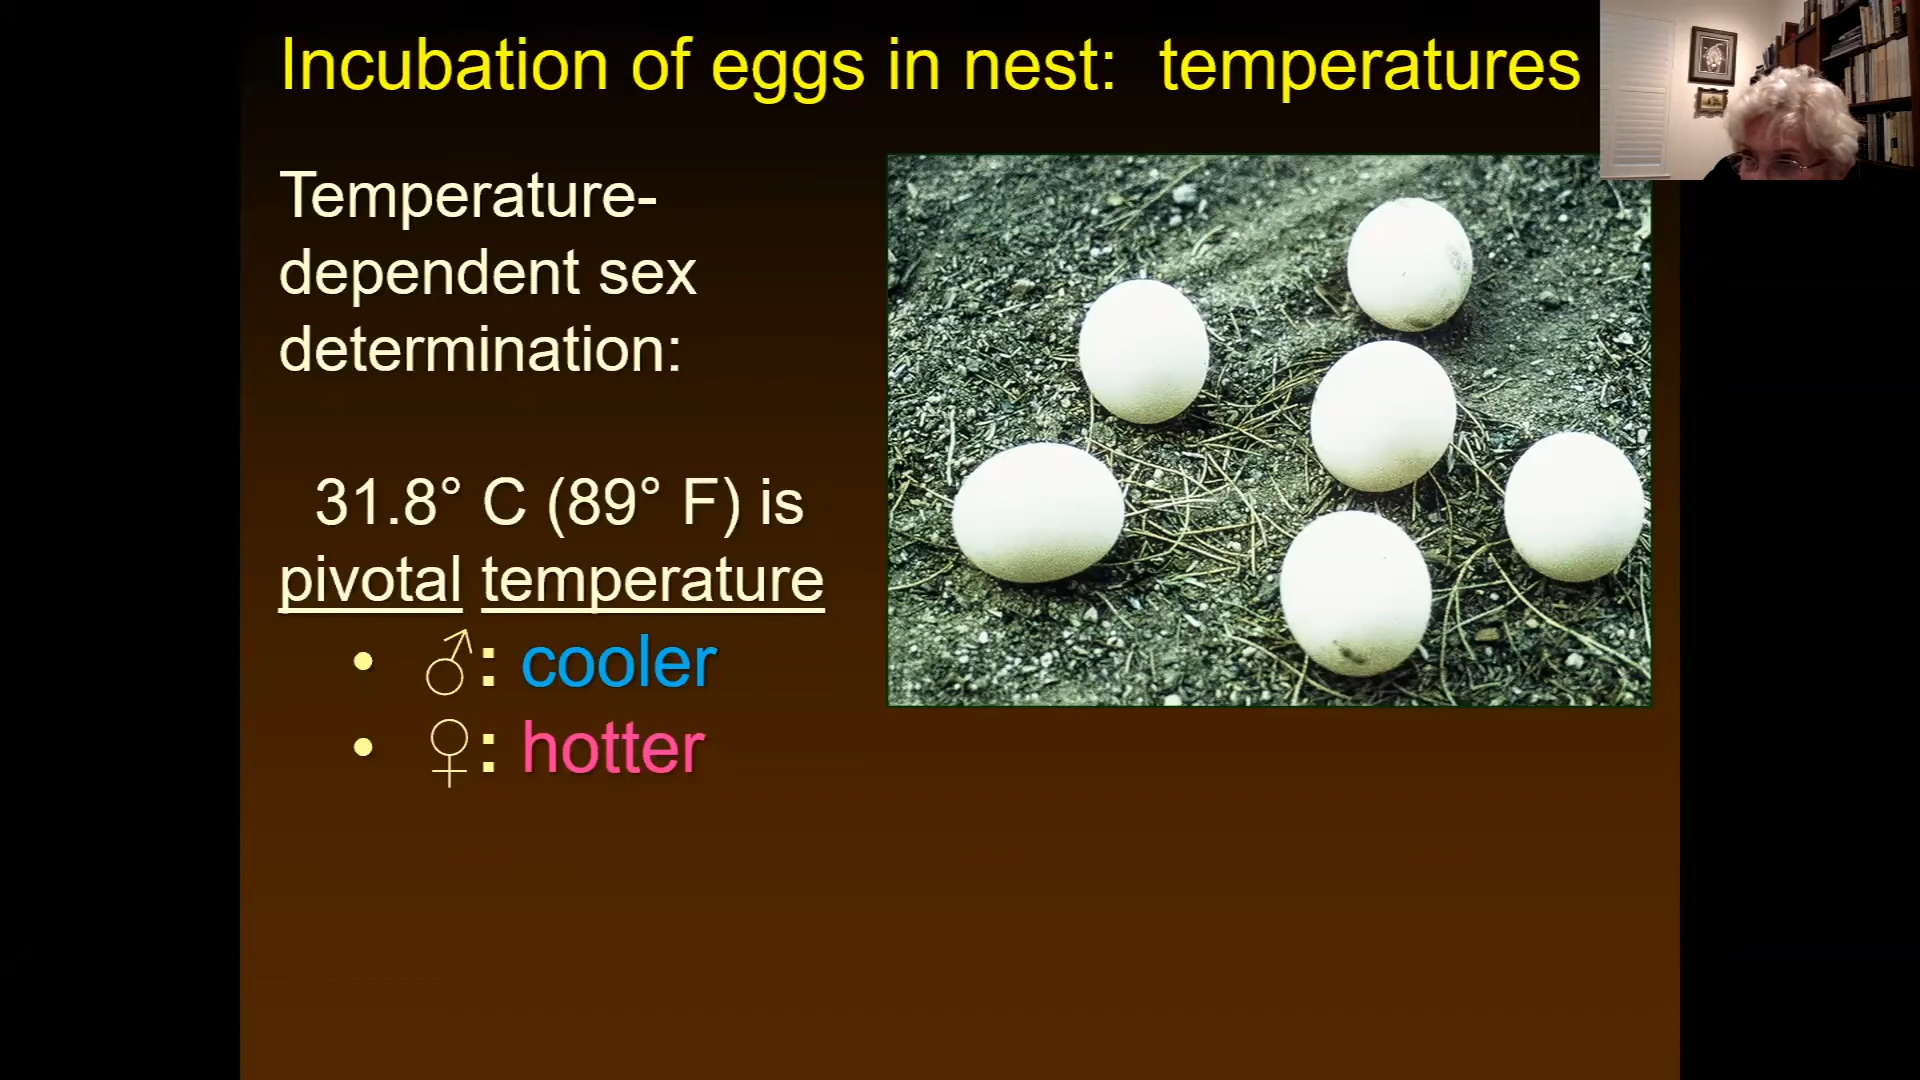 Incubation of eggs in nest: temperatures
Temperature-
dependent sex
determination:
31.8° C (89° F) is
pivotal temperature
• ♂: cooler
• ♀: hotter